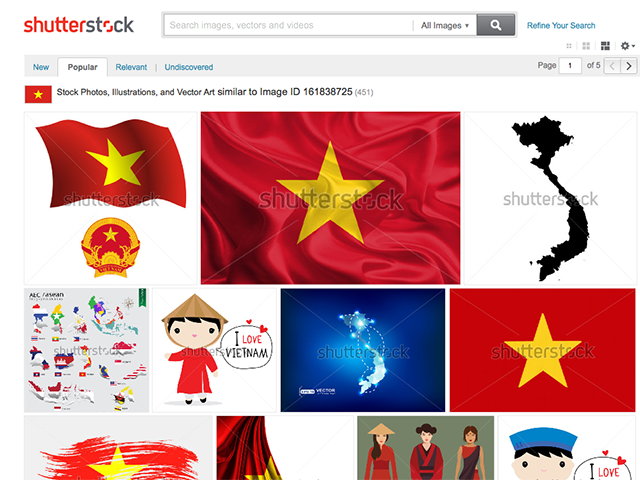 shutterstock
Search images, vectors and videos
All Images
Refine Your Search
New
Popular
Relevant
Undiscovered
Page 1 of 5
Stock Photos, Illustrations, and Vector Art similar to Image ID 161838725 (451)
shutterstock
shutterstock
shutterstock
VIET NAM
AEC /asean
I LOVE
VIETNAM
shutterstock
shutterstock
shutterstock
shutterstock
VECTOR
I LOVE